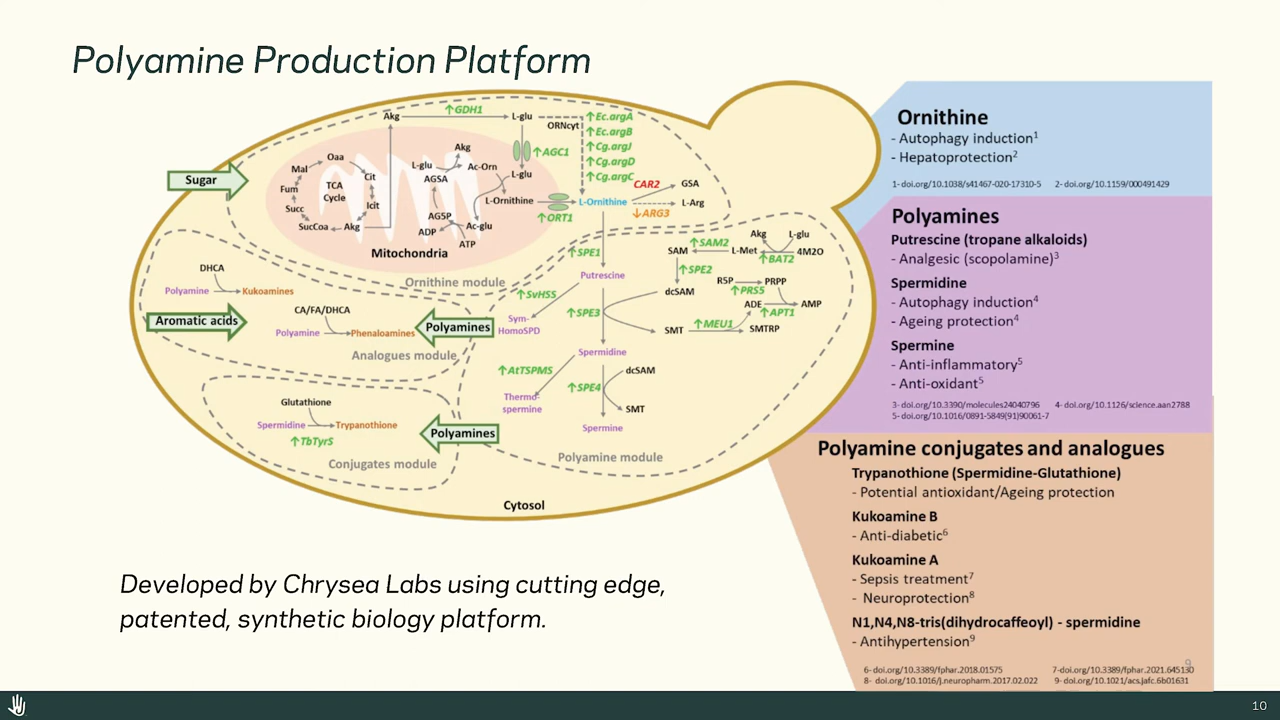 Polyamine Production Platform
Sugar
Akg
↑GDH1
L-glu
ORNcyt
↑Ec.argA
↑Ec.argB
↑Cg.argJ
↑Cg.argD
↑Cg.argC
↑AGC1
L-glu
Oaa
Mal
Cit
Fum
TCA
Cycle
Succ
Icit
SucCoa
Akg
Akg
L-glu
Ac-Orn
AGSA
L-Ornithine
AG5P
Ac-glu
ADP
ATP
Mitochondria
↑ORT1
L-Ornithine
CAR2
GSA
L-Arg
↓ARG3
Ornithine module
↑SPE1
Putrescine
↑SvHSS
Sym-
HomoSPD
↑SPE3
SAM
↑SAM2
L-Met
Akg
L-glu
4M2O
↑BAT2
↑SPE2
dcSAM
R5P
PRPP
↑PRS5
ADE
AMP
↑APT1
SMT
↑MEU1
SMTRP
Spermidine
↑AtTSPMS
Thermo-
spermine
↑SPE4
dcSAM
SMT
Spermine
Polyamine module
DHCA
Polyamine
Kukoamines
Aromatic acids
CA/FA/DHCA
Polyamine
Phenaloamines
Polyamines
Analogues module
Glutathione
Spermidine
Trypanothione
↑TbTyrS
Polyamines
Conjugates module
Cytosol
Ornithine
- Autophagy induction1
- Hepatoprotection2
1- doi.org/10.1038/s41467-020-17310-5 2- doi.org/10.1159/000491429
Polyamines
Putrescine (tropane alkaloids)
- Analgesic (scopolamine)3
Spermidine
- Autophagy induction4
- Ageing protection4
Spermine
- Anti-inflammatory5
- Anti-oxidant5
3- doi.org/10.3390/molecules24040796 4- doi.org/10.1126/science.aan2788
5- doi.org/10.1016/0891-5849(91)90061-7
Polyamine conjugates and analogues
Trypanothione (Spermidine-Glutathione)
- Potential antioxidant/Ageing protection
Kukoamine B
- Anti-diabetic6
Kukoamine A
- Sepsis treatment7
- Neuroprotection8
N1,N4,N8-tris(dihydrocaffeoyl) - spermidine
- Antihypertension9
9
6- doi.org/10.3389/fphar.2018.01575 7-doi.org/10.3389/fphar.2021.645130
8- doi.org/10.1016/j.neuropharm.2017.02.022 9- doi.org/10.1021/acs.jafc.6b01631
Developed by Chrysea Labs using cutting edge,
patented, synthetic biology platform.
10